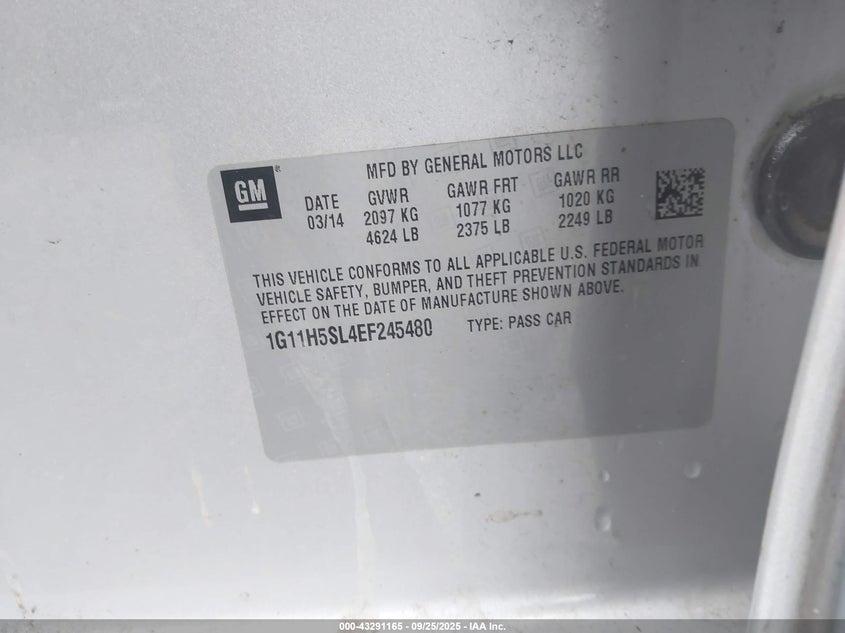 GM
MFD BY GENERAL MOTORS LLC
DATE GVWR GAWR FRT GAWR RR
03/14 2097 KG 1077 KG 1020 KG
4624 LB 2375 LB 2249 LB
THIS VEHICLE CONFORMS TO ALL APPLICABLE U.S. FEDERAL MOTOR
VEHICLE SAFETY, BUMPER, AND THEFT PREVENTION STANDARDS IN
EFFECT ON THE DATE OF MANUFACTURE SHOWN ABOVE.
1G11H5SL4EF245480 TYPE: PASS CAR
000-43291165 - 09/25/2025 - IAA Inc.